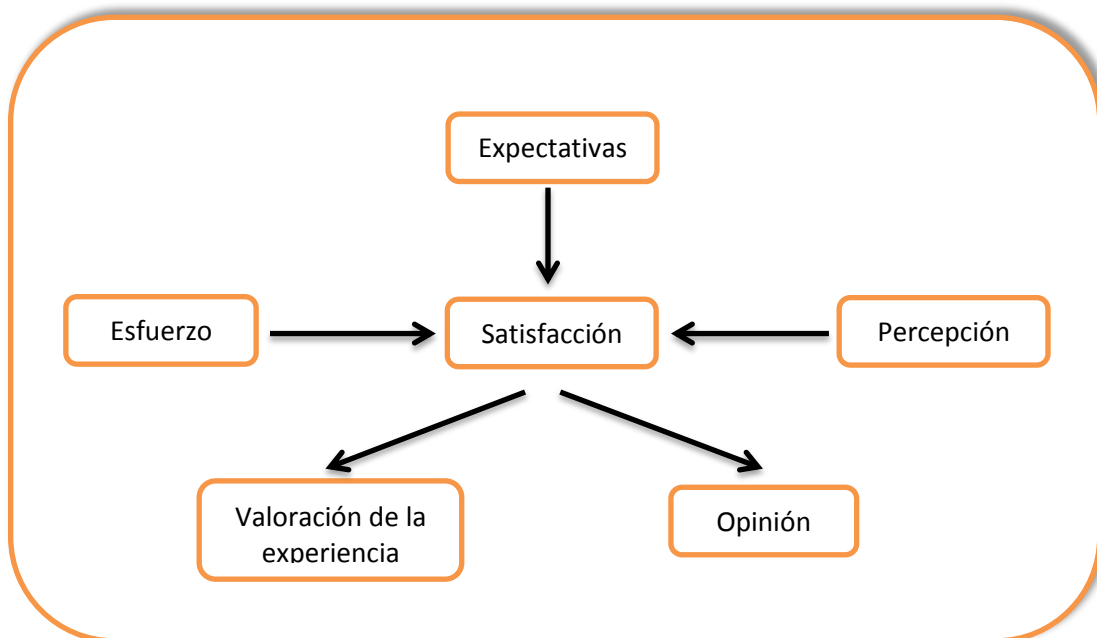 Expectativas
Esfuerzo
Satisfacción
Percepción
Valoración de la
experiencia
Opinión